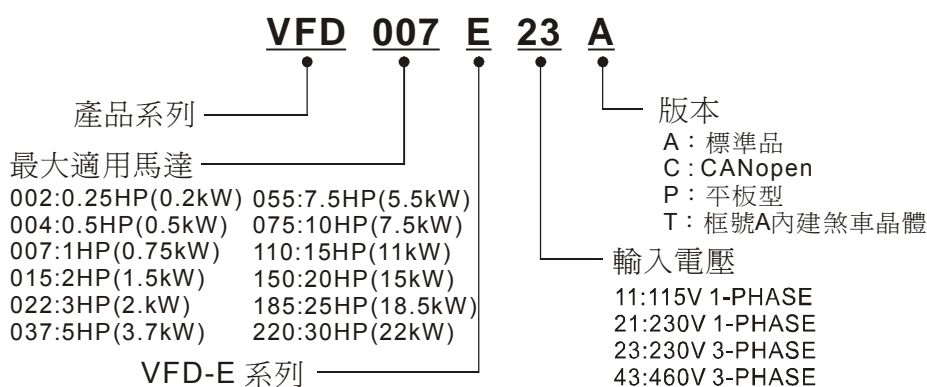 VFD 007 E 23 A
產品系列
最大適用馬達
002:0.25HP(0.2kW) 055:7.5HP(5.5kW)
004:0.5HP(0.5kW) 075:10HP(7.5kW)
007:1HP(0.75kW) 110:15HP(11kW)
015:2HP(1.5kW) 150:20HP(15kW)
022:3HP(2.kW) 185:25HP(18.5kW)
037:5HP(3.7kW) 220:30HP(22kW)
VFD-E 系列
版本
A：標準品
C : CANopen
P：平板型
T：框號A內建煞車晶體
輸入電壓
11:115V 1-PHASE
21:230V 1-PHASE
23:230V 3-PHASE
43:460V 3-PHASE